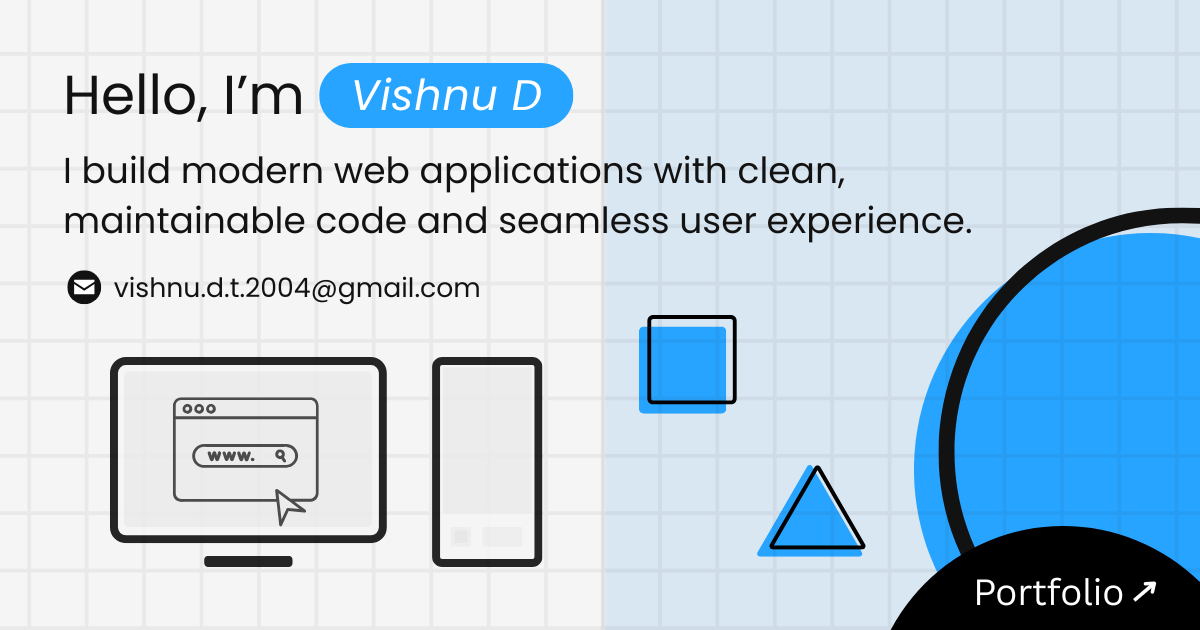 Hello, I’m Vishnu D
I build modern web applications with clean,
maintainable code and seamless user experience.
vishnu.d.t.2004@gmail.com
www.
Portfolio ↗